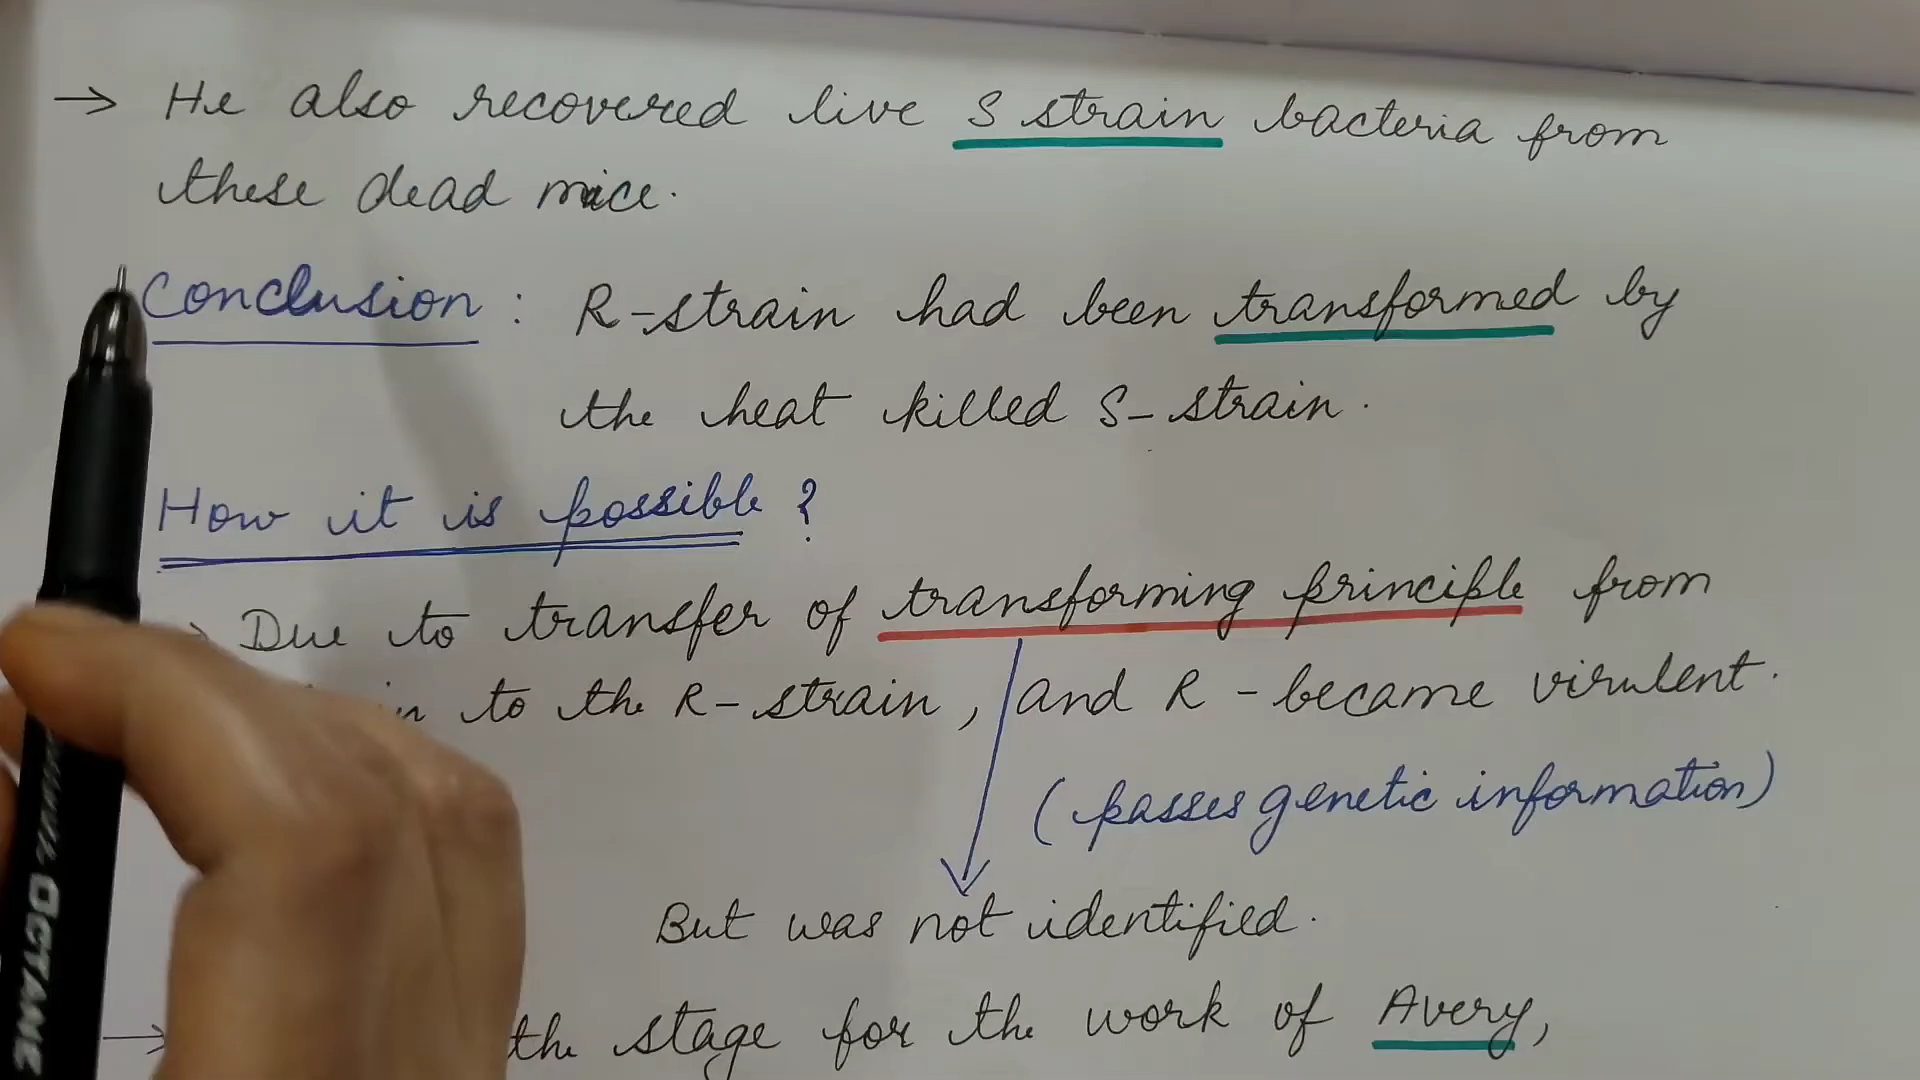 → He also recovered live S strain bacteria from
these dead mice.
Conclusion : R-strain had been transformed by
the heat killed S-strain.
How it is possible ?
Due to transfer of transforming principle from
to the R-strain, and R-became virulent.
(passes genetic information)
But was not identified.
→ the stage for the work of Avery,
OCTANE